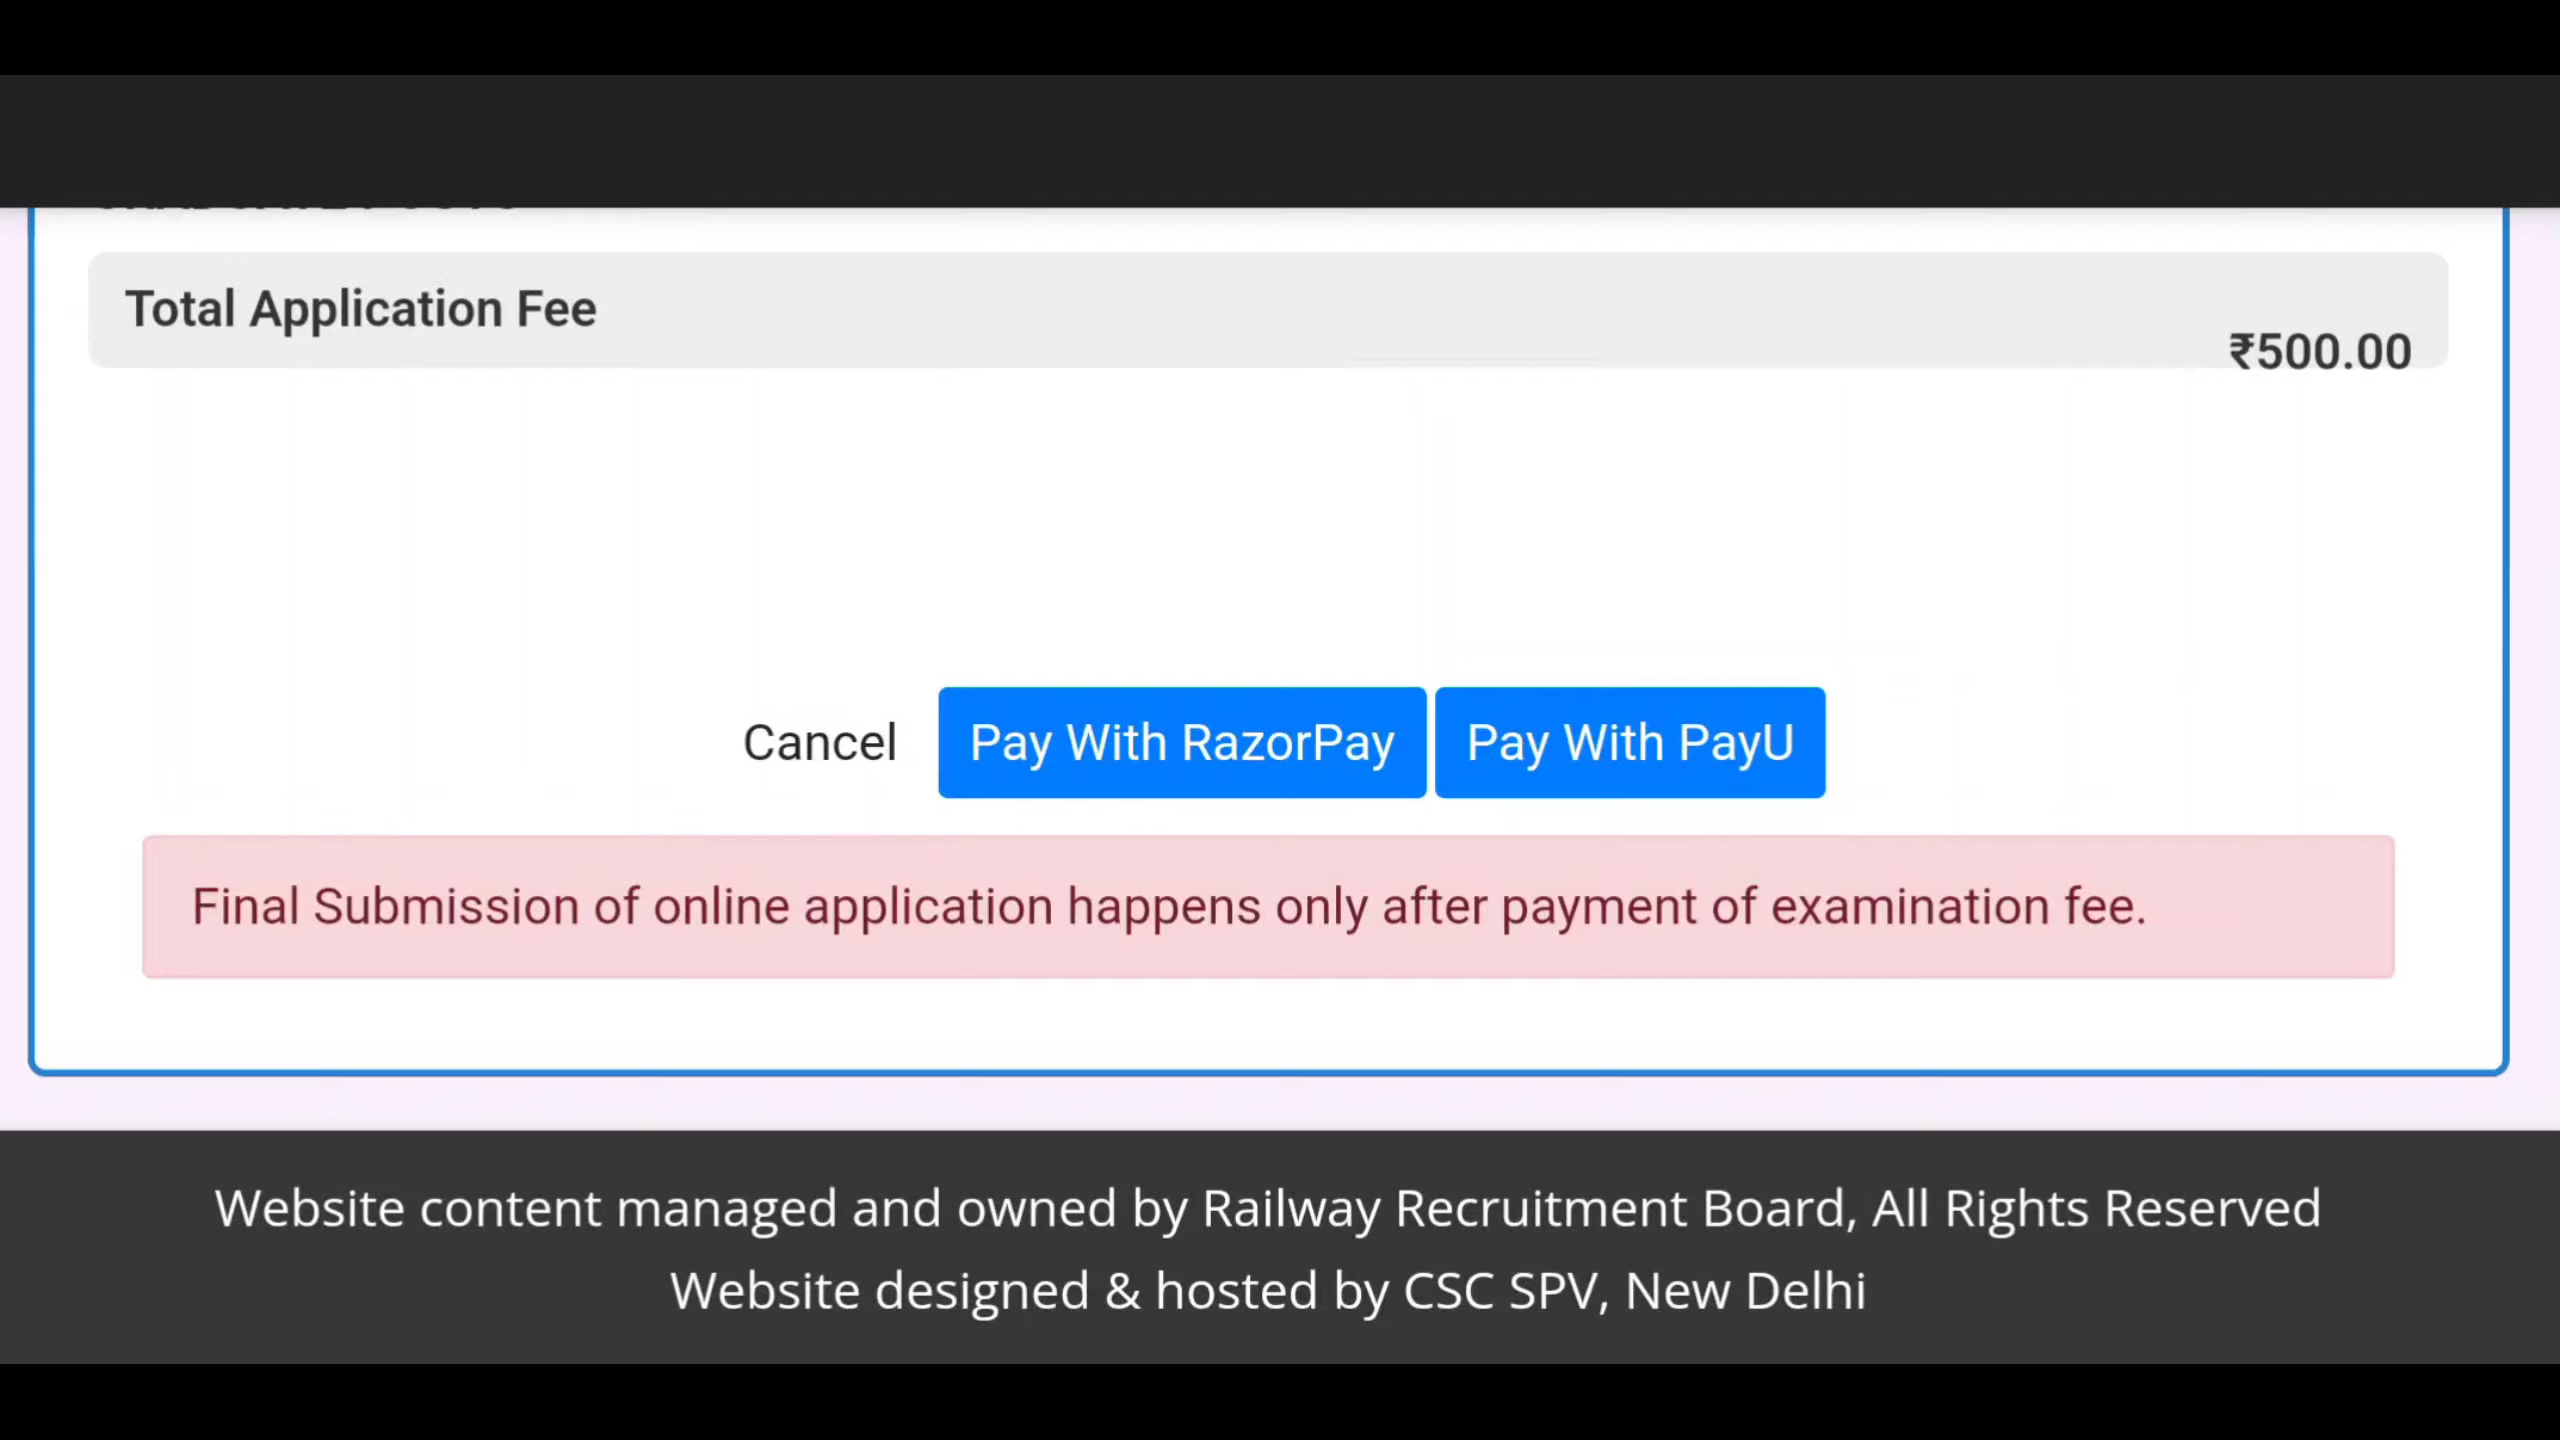 Total Application Fee
₹500.00
Cancel
Pay With RazorPay
Pay With PayU
Final Submission of online application happens only after payment of examination fee.
Website content managed and owned by Railway Recruitment Board, All Rights Reserved
Website designed & hosted by CSC SPV, New Delhi